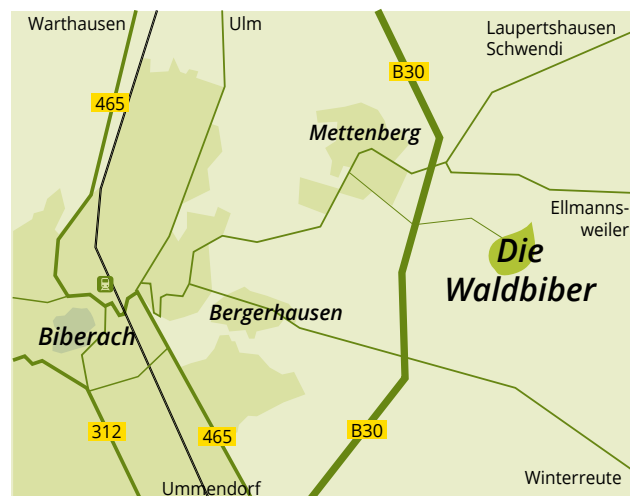 Warthausen
Ulm
Laupertshausen
Schwendi
B30
465
Mettenberg
Ellmanns-
weiler
Die
Waldbiber
Bergerhausen
Biberach
312
465
B30
Winterreute
Ummendorf